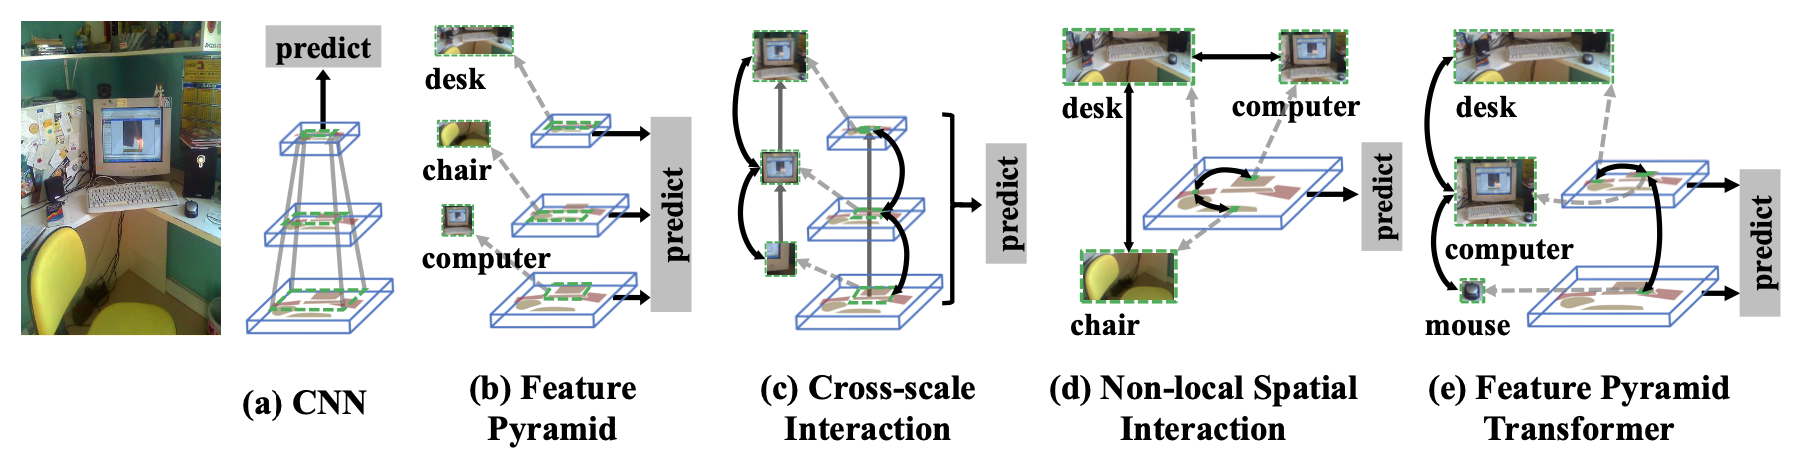 predict
(a) CNN
desk
chair
computer
predict
(b) Feature
Pyramid
predict
(c) Cross-scale
Interaction
desk
computer
chair
predict
(d) Non-local Spatial
Interaction
desk
computer
mouse
predict
(e) Feature Pyramid
Transformer